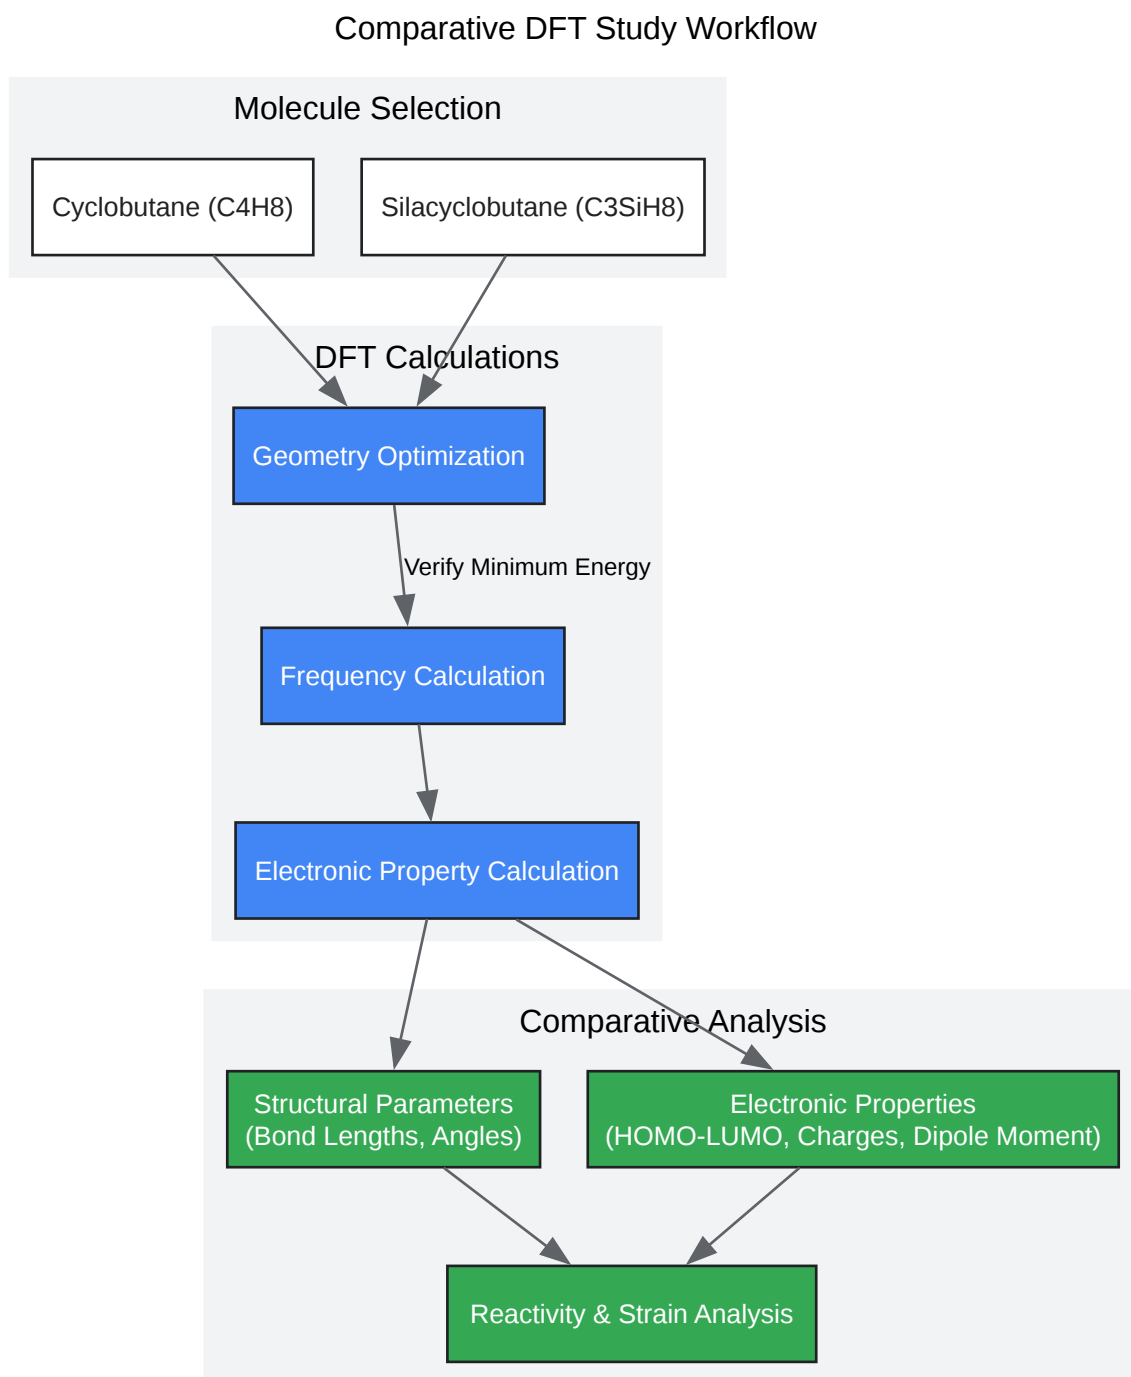 Comparative DFT Study Workflow
Molecule Selection
Cyclobutane (C4H8)
Silacyclobutane (C3SiH8)
DFT Calculations
Geometry Optimization
Verify Minimum Energy
Frequency Calculation
Electronic Property Calculation
Comparative Analysis
Structural Parameters
(Bond Lengths, Angles)
Electronic Properties
(HOMO-LUMO, Charges, Dipole Moment)
Reactivity & Strain Analysis